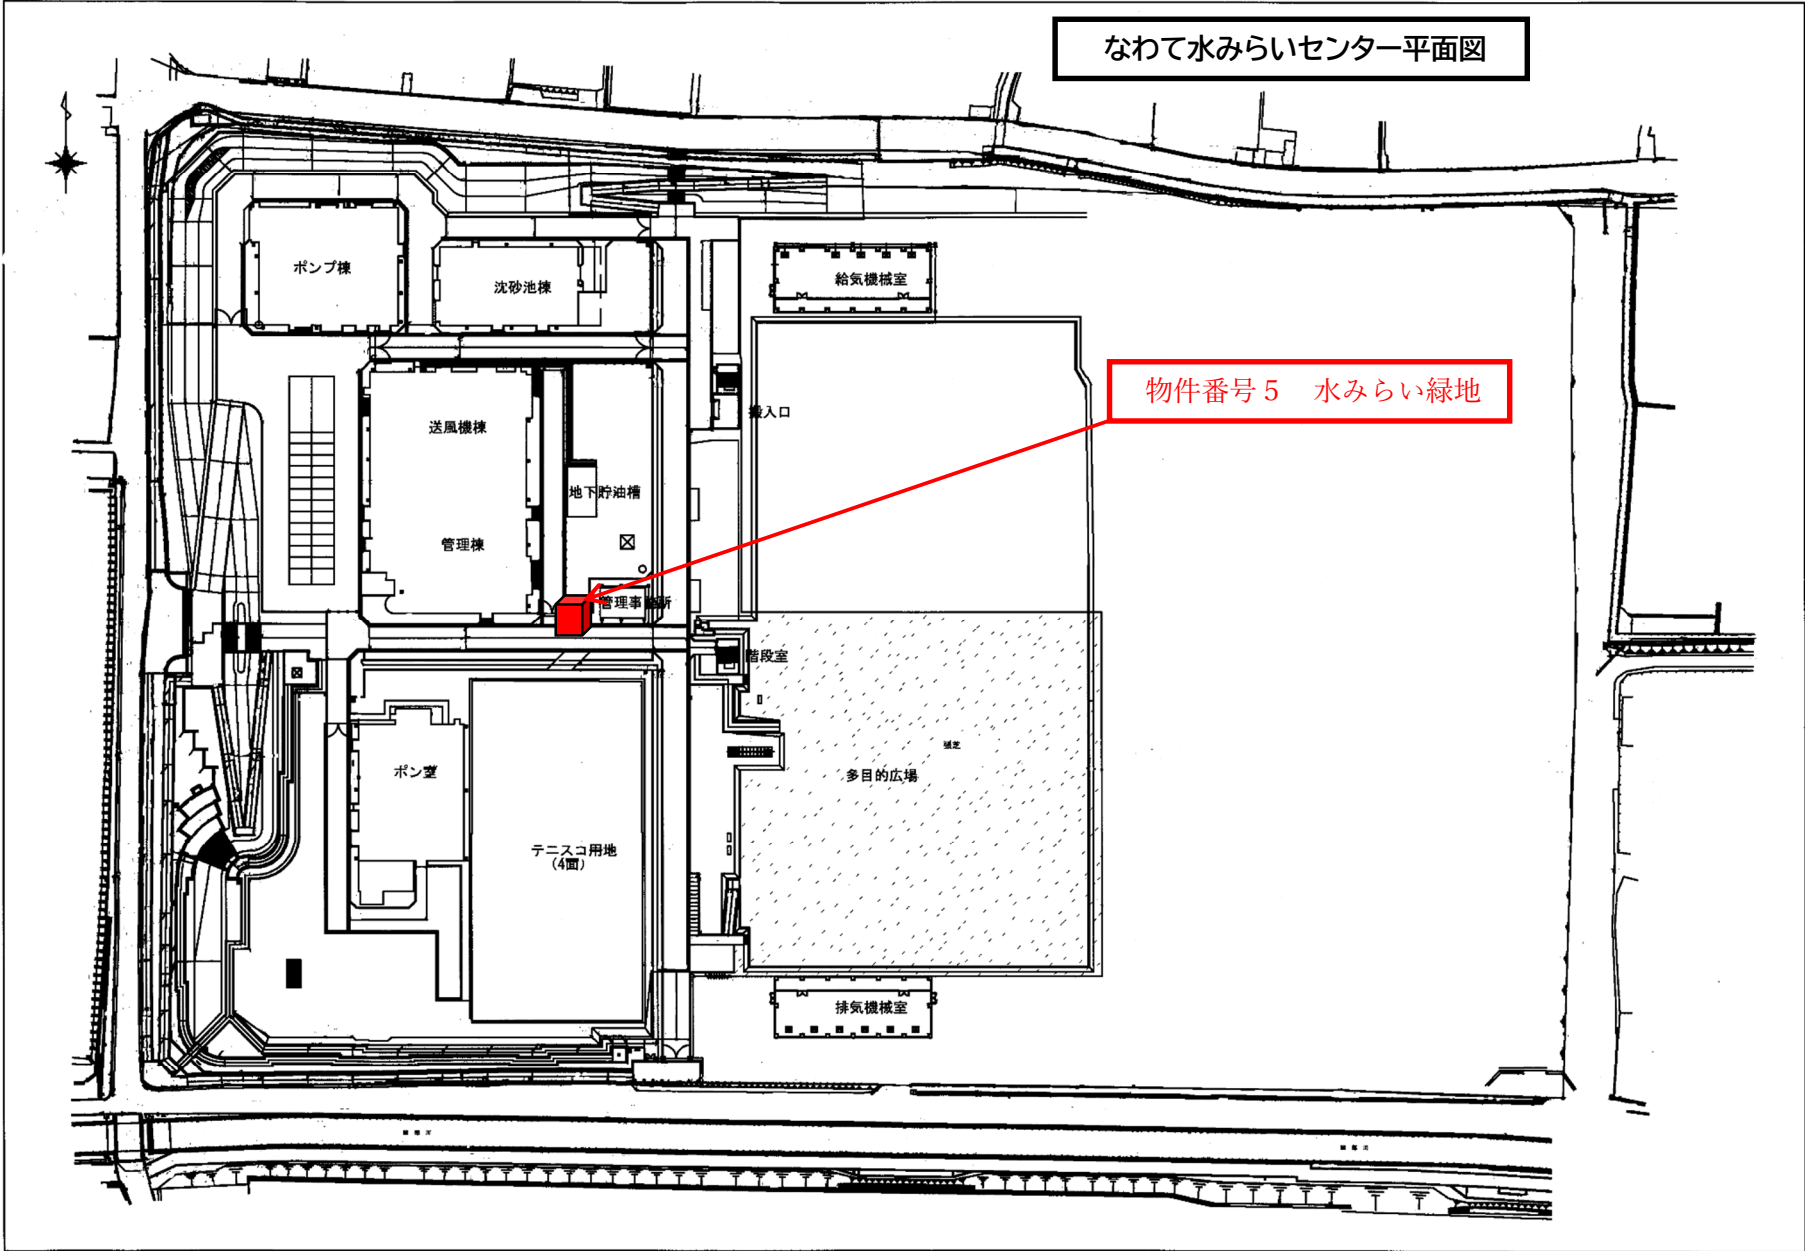 なわて水みらいセンター平面図
ポンプ棟
沈砂池棟
給気機械室
物件番号5 水みらい緑地
搬入口
送風機棟
地下貯油槽
管理棟
管理事務所
階段室
ポン室
多目的広場
張芝
テニスコ用地
(4面)
排気機械室